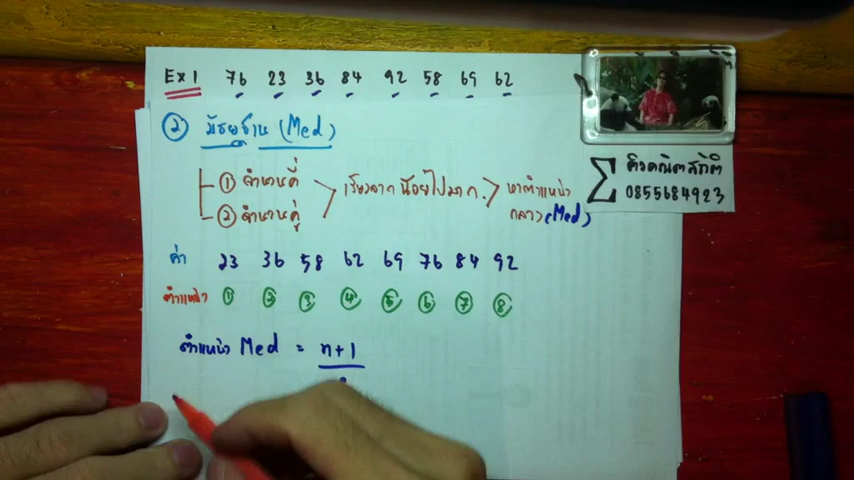 Ex 1 76 23 36 84 92 58 69 62
② มัธยฐาน (Med)
① จำนวนคี่
② จำนวนคู่
เรียงจากน้อยไปมาก
หาตำแหน่ง
กลาง (Med)
ติวคณิตสถิติ
Σ 0855684923
ค่า 23 36 58 62 69 76 84 92
ตำแหน่ง ① ② ③ ④ ⑤ ⑥ ⑦ ⑧
ตำแหน่ง Med = n+1